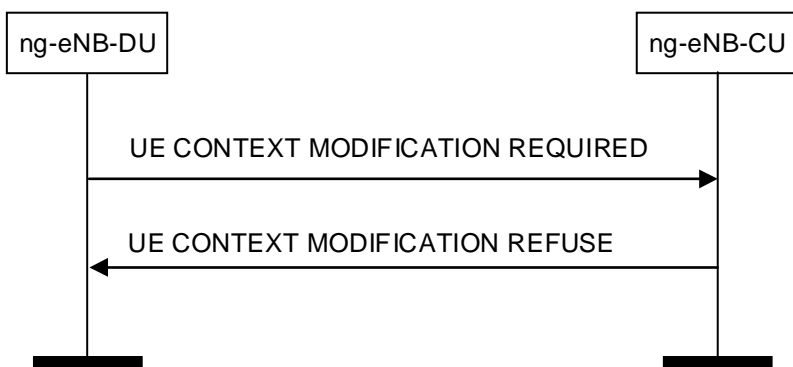 ng-eNB-DU
ng-eNB-CU
UE CONTEXT MODIFICATION REQUIRED
UE CONTEXT MODIFICATION REFUSE